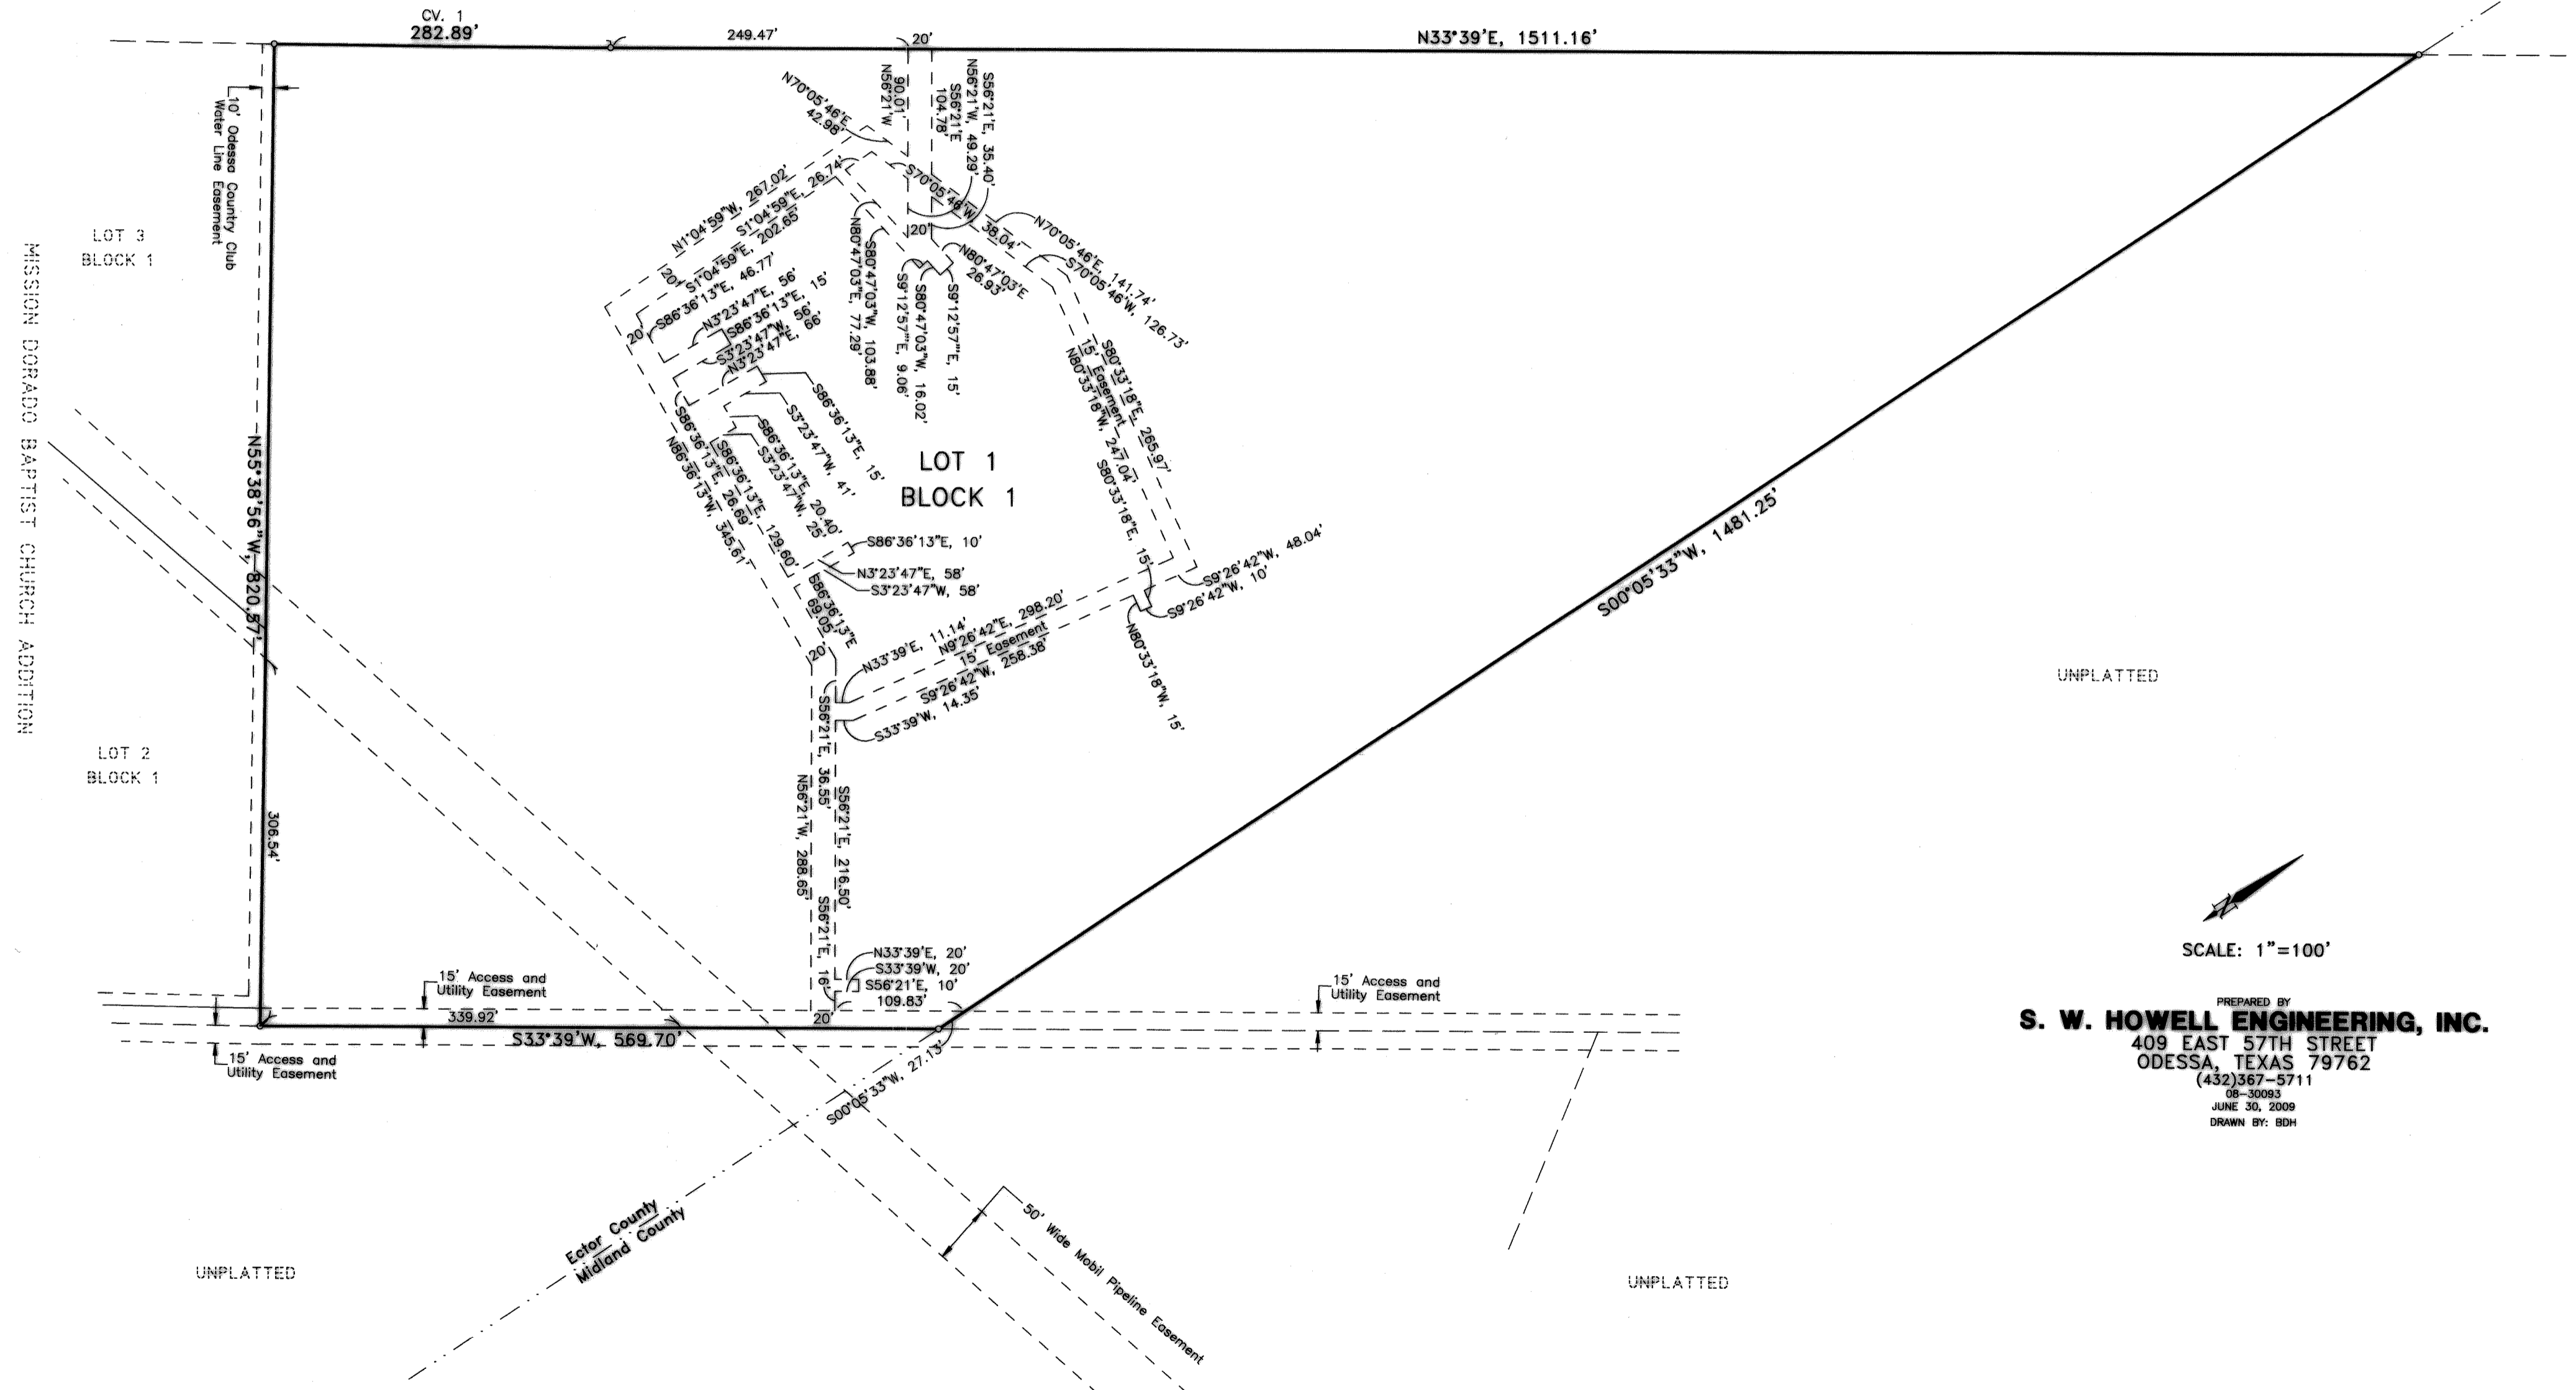 CV. 1
282.89'
249.47'
20'
N33°39'E, 1511.16'
10' Odessa Country Club
Water Line Easement
LOT 3
BLOCK 1
MISSION DORADO BAPTIST CHURCH ADDITION
LOT 2
BLOCK 1
N55°38'56"W, 820.57'
306.54'
N56°21'W
90.01'
S56°21'E
104.78'
N56°21'W, 49.29'
S56°21'E, 35.40'
N70°05'46"E
42.98'
S70°05'46"W
38.04'
N70°05'46"E, 141.74'
S70°05'46"W, 126.73'
N1°04'59"W, 267.02'
S1°04'59"E, 26.74'
S1°04'59"E, 202.65'
20'
S86°36'13"E, 46.77'
N3°23'47"E, 56'
S86°36'13"E, 15'
S3°23'47"W, 56'
N3°23'47"E, 66'
20'
N80°47'03"E, 77.29'
S80°47'03"W, 103.88'
S9°12'57"E, 9.06'
S80°47'03"W, 16.02'
S9°12'57"E, 15'
20'
N80°47'03"E
26.93'
S86°36'13"E, 15'
S3°23'47"W, 41'
S86°36'13"E, 20.40'
S3°23'47"W, 25'
S86°36'13"E, 26.69'
S86°36'13"E, 129.60'
N86°36'13"W, 345.61'
LOT 1
BLOCK 1
S80°33'18"E, 265.97'
15' Easement
N80°33'18"W, 247.04'
S80°33'18"E, 15'
S86°36'13"E, 10'
N3°23'47"E, 58'
S3°23'47"W, 58'
S86°36'13"E
69.05'
20'
S9°26'42"W, 48.04'
S9°26'42"W, 10'
N80°33'18"W, 15'
N33°39'E, 11.14'
N9°26'42"E, 298.20'
15' Easement
S9°26'42"W, 258.38'
S33°39'W, 14.35'
S56°21'E, 36.55'
N56°21'W, 288.65'
S56°21'E, 216.50'
S56°21'E, 16'
N33°39'E, 20'
S33°39'W, 20'
S56°21'E, 10'
109.83'
20'
S00°05'33"W, 1481.25'
UNPLATTED
15' Access and
Utility Easement
339.92'
S33°39'W, 569.70'
15' Access and
Utility Easement
15' Access and
Utility Easement
S00°05'33"W, 27.13'
Ector County
Midland County
50' Wide Mobil Pipeline Easement
UNPLATTED
UNPLATTED
N
SCALE: 1"=100'
PREPARED BY
S. W. HOWELL ENGINEERING, INC.
409 EAST 57TH STREET
ODESSA, TEXAS 79762
(432)367-5711
08-30093
JUNE 30, 2009
DRAWN BY: BDH